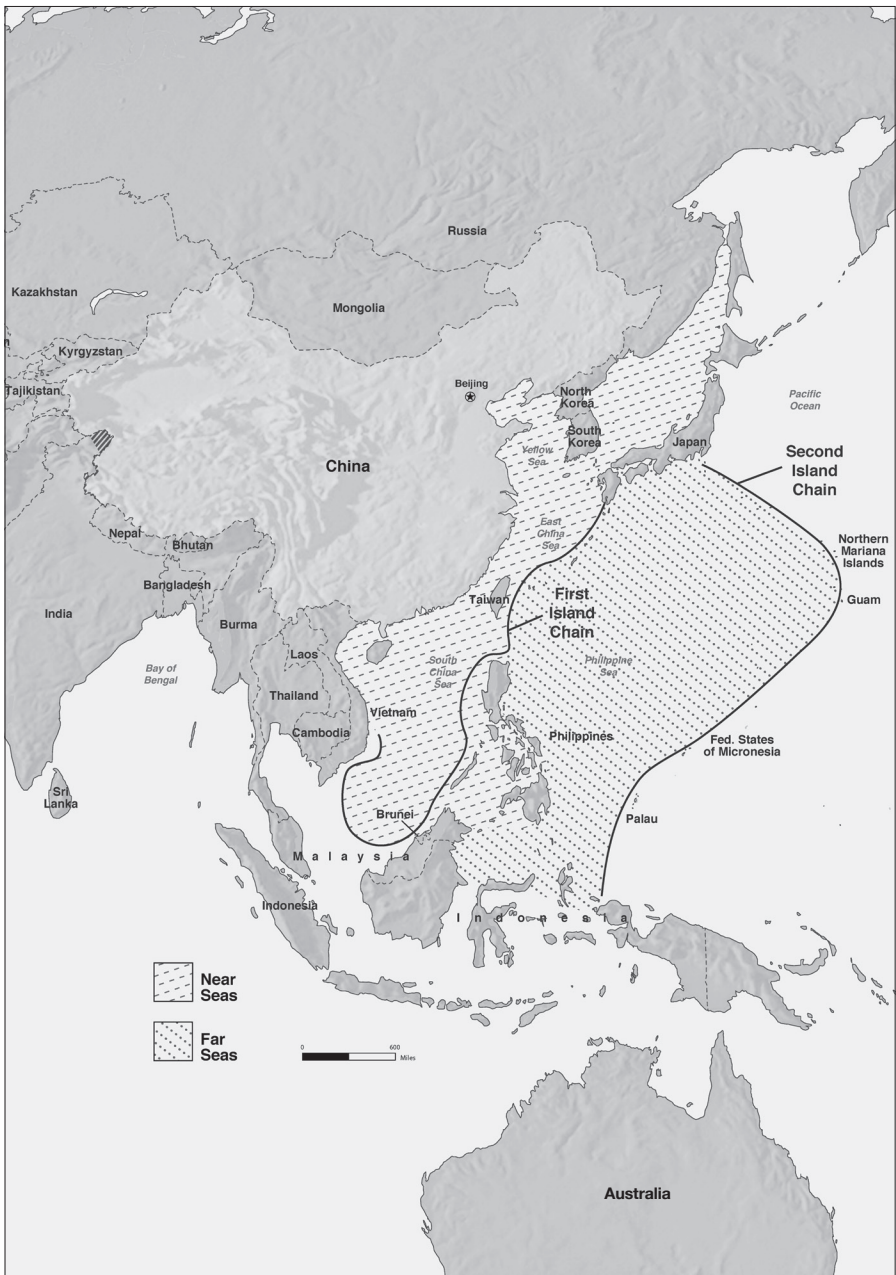 Russia
Kazakhstan
Mongolia
n
Kyrgyzstan
Beijing
Tajikistan
North
Korea
Pacific
Ocean
South
Korea
Japan
Yellow
Sea
China
Second
Island
Chain
Nepal
Bhutan
East
China
Sea
Northern
Mariana
Islands
Bangladesh
Taiwan
First
Island
Chain
Guam
India
Burma
Laos
Bay of
Bengal
South
China
Sea
Philippine
Sea
Thailand
Vietnam
Cambodia
Philippines
Fed. States
of Micronesia
Sri
Lanka
Brunei
Palau
Malaysia
Indonesia
Indonesia
Near
Seas
Far
Seas
0 600
Miles
Australia